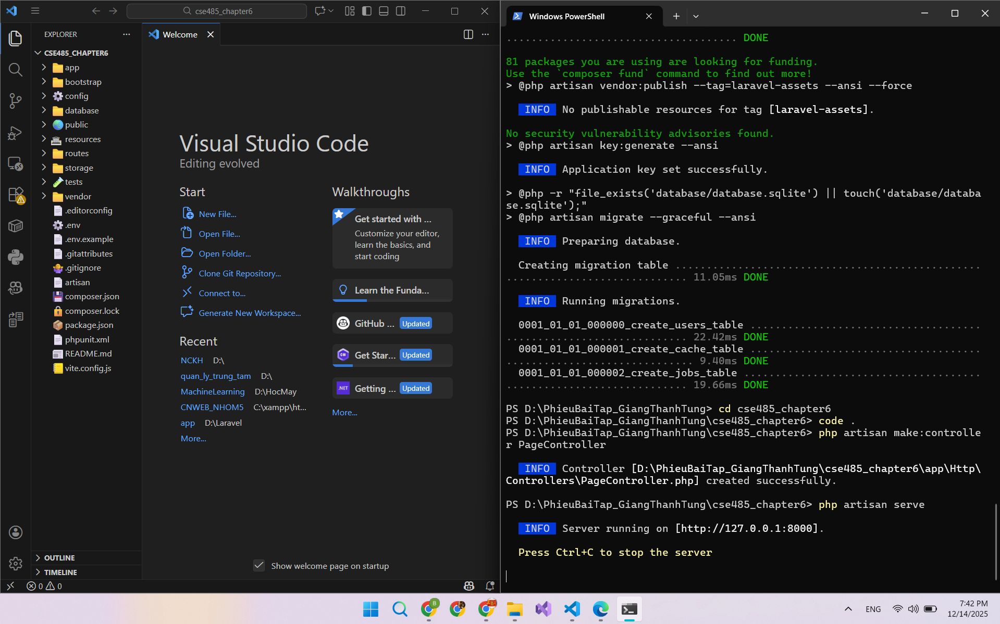 cse485_chapter6
EXPLORER
Welcome
CSE485_CHAPTER6
app
bootstrap
config
database
public
resources
routes
storage
tests
vendor
.editorconfig
.env
.env.example
.gitattributes
.gitignore
artisan
composer.json
composer.lock
package.json
phpunit.xml
README.md
vite.config.js
OUTLINE
TIMELINE
0 0
Visual Studio Code
Editing evolved
Start
New File...
Open File...
Open Folder...
Clone Git Repository...
Connect to...
Generate New Workspace...
Recent
NCKH D:\
quan_ly_trung_tam D:\
MachineLearning D:\HocMay
CNWEB_NHOM5 C:\xampp\ht...
app D:\Laravel
More...
Walkthroughs
Get started with ...
Customize your editor,
learn the basics, and
start coding
Learn the Funda...
GitHub ... Updated
Get Star... Updated
.NET Getting ... Updated
More...
Show welcome page on startup
Windows PowerShell
..................................... DONE
81 packages you are using are looking for funding.
Use the `composer fund` command to find out more!
> @php artisan vendor:publish --tag=laravel-assets --ansi --force
INFO No publishable resources for tag [laravel-assets].
No security vulnerability advisories found.
> @php artisan key:generate --ansi
INFO Application key set successfully.
> @php -r "file_exists('database/database.sqlite') || touch('database/databa
se.sqlite');"
> @php artisan migrate --graceful --ansi
INFO Preparing database.
Creating migration table .................................................
............................. 11.05ms DONE
INFO Running migrations.
0001_01_01_000000_create_users_table .....................................
............................. 22.42ms DONE
0001_01_01_000001_create_cache_table .....................................
.............................. 9.40ms DONE
0001_01_01_000002_create_jobs_table ......................................
............................. 19.66ms DONE
PS D:\PhieuBaiTap_GiangThanhTung> cd cse485_chapter6
PS D:\PhieuBaiTap_GiangThanhTung\cse485_chapter6> code .
PS D:\PhieuBaiTap_GiangThanhTung\cse485_chapter6> php artisan make:controlle
r PageController
INFO Controller [D:\PhieuBaiTap_GiangThanhTung\cse485_chapter6\app\Http\
Controllers\PageController.php] created successfully.
PS D:\PhieuBaiTap_GiangThanhTung\cse485_chapter6> php artisan serve
INFO Server running on [http://127.0.0.1:8000].
Press Ctrl+C to stop the server
B
ENG
7:42 PM
12/14/2025